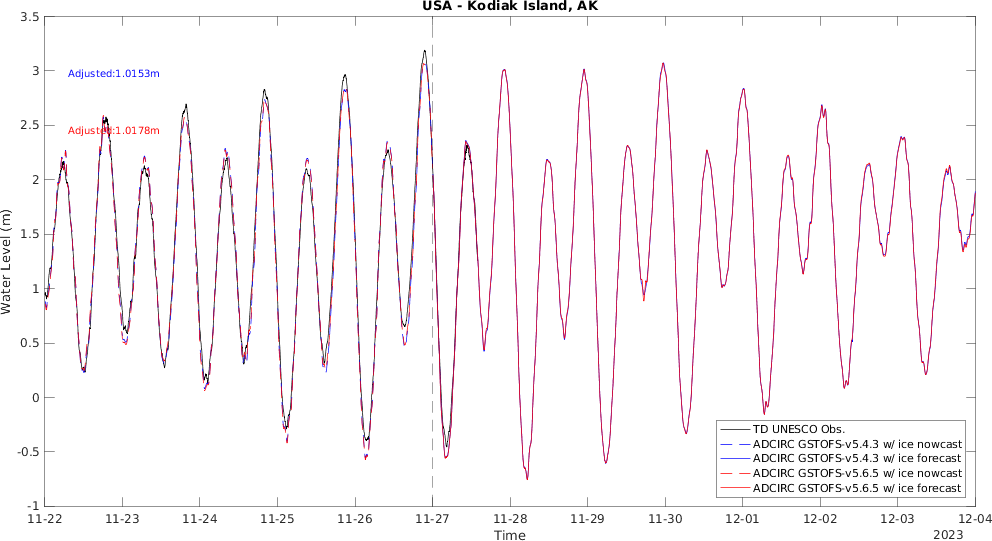 USA - Kodiak Island, AK
3.5
3
2.5
2
1.5
1
0.5
0
-0.5
-1
Water Level (m)
Adjusted:1.0153m
Adjusted:1.0178m
TD UNESCO Obs.
ADCIRC GSTOFS-v5.4.3 w/ ice nowcast
ADCIRC GSTOFS-v5.4.3 w/ ice forecast
ADCIRC GSTOFS-v5.6.5 w/ ice nowcast
ADCIRC GSTOFS-v5.6.5 w/ ice forecast
11-22 11-23 11-24 11-25 11-26 11-27 11-28 11-29 11-30 12-01 12-02 12-03 12-04
Time
2023